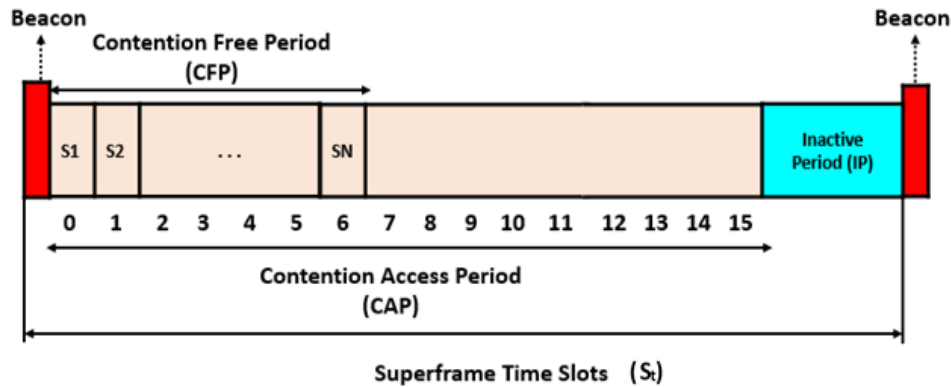 Beacon
Beacon
Contention Free Period
(CFP)
S1 S2 ... SN
Inactive
Period (IP)
0 1 2 3 4 5 6 7 8 9 10 11 12 13 14 15
Contention Access Period
(CAP)
Superframe Time Slots (St)